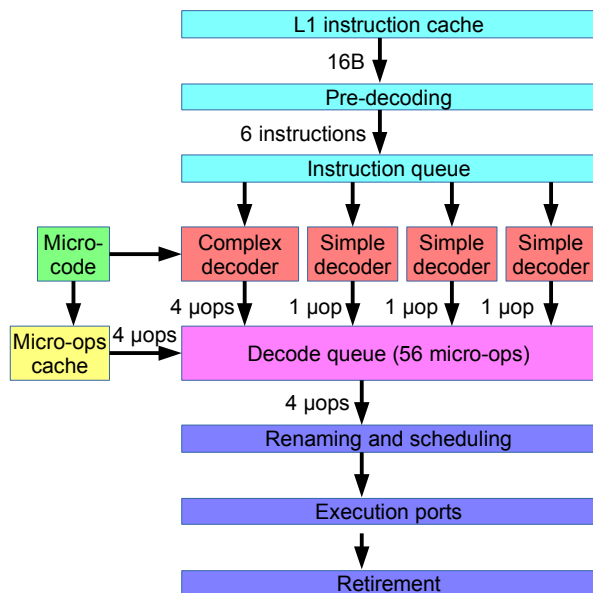 L1 instruction cache
16B
Pre-decoding
6 instructions
Instruction queue
Micro-
code
Complex
decoder
Simple
decoder
Simple
decoder
Simple
decoder
4 µops
1 µop
1 µop
1 µop
Micro-ops
cache
4 µops
Decode queue (56 micro-ops)
4 µops
Renaming and scheduling
Execution ports
Retirement